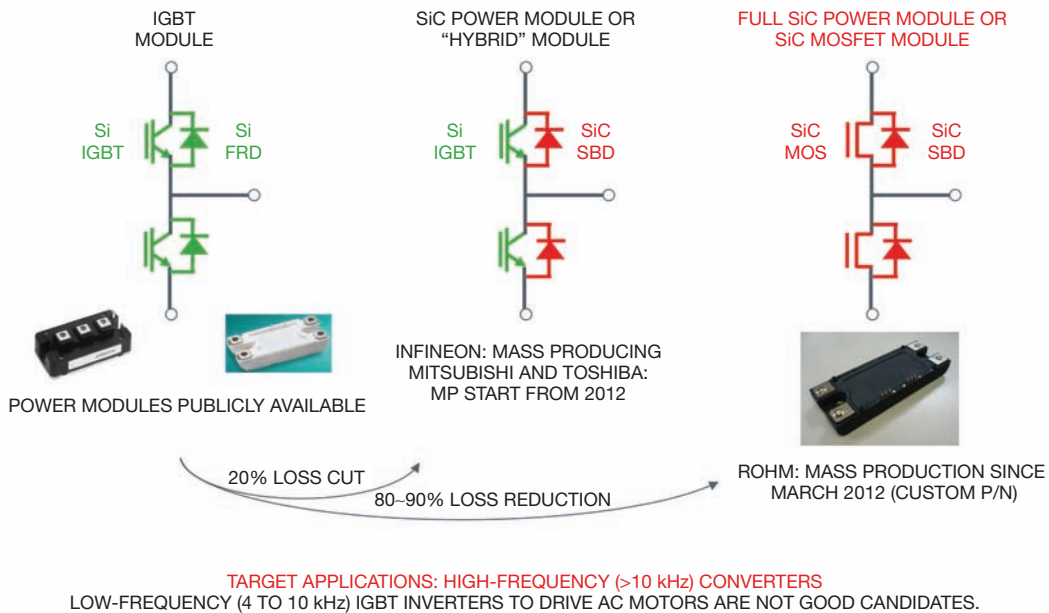 IGBT
MODULE
SiC POWER MODULE OR
“HYBRID” MODULE
FULL SiC POWER MODULE OR
SiC MOSFET MODULE
Si
IGBT
Si
FRD
Si
IGBT
SiC
SBD
SiC
MOS
SiC
SBD
POWER MODULES PUBLICLY AVAILABLE
INFINEON: MASS PRODUCING
MITSUBISHI AND TOSHIBA:
MP START FROM 2012
ROHM: MASS PRODUCTION SINCE
MARCH 2012 (CUSTOM P/N)
20% LOSS CUT
80~90% LOSS REDUCTION
TARGET APPLICATIONS: HIGH-FREQUENCY (>10 kHz) CONVERTERS
LOW-FREQUENCY (4 TO 10 kHz) IGBT INVERTERS TO DRIVE AC MOTORS ARE NOT GOOD CANDIDATES.